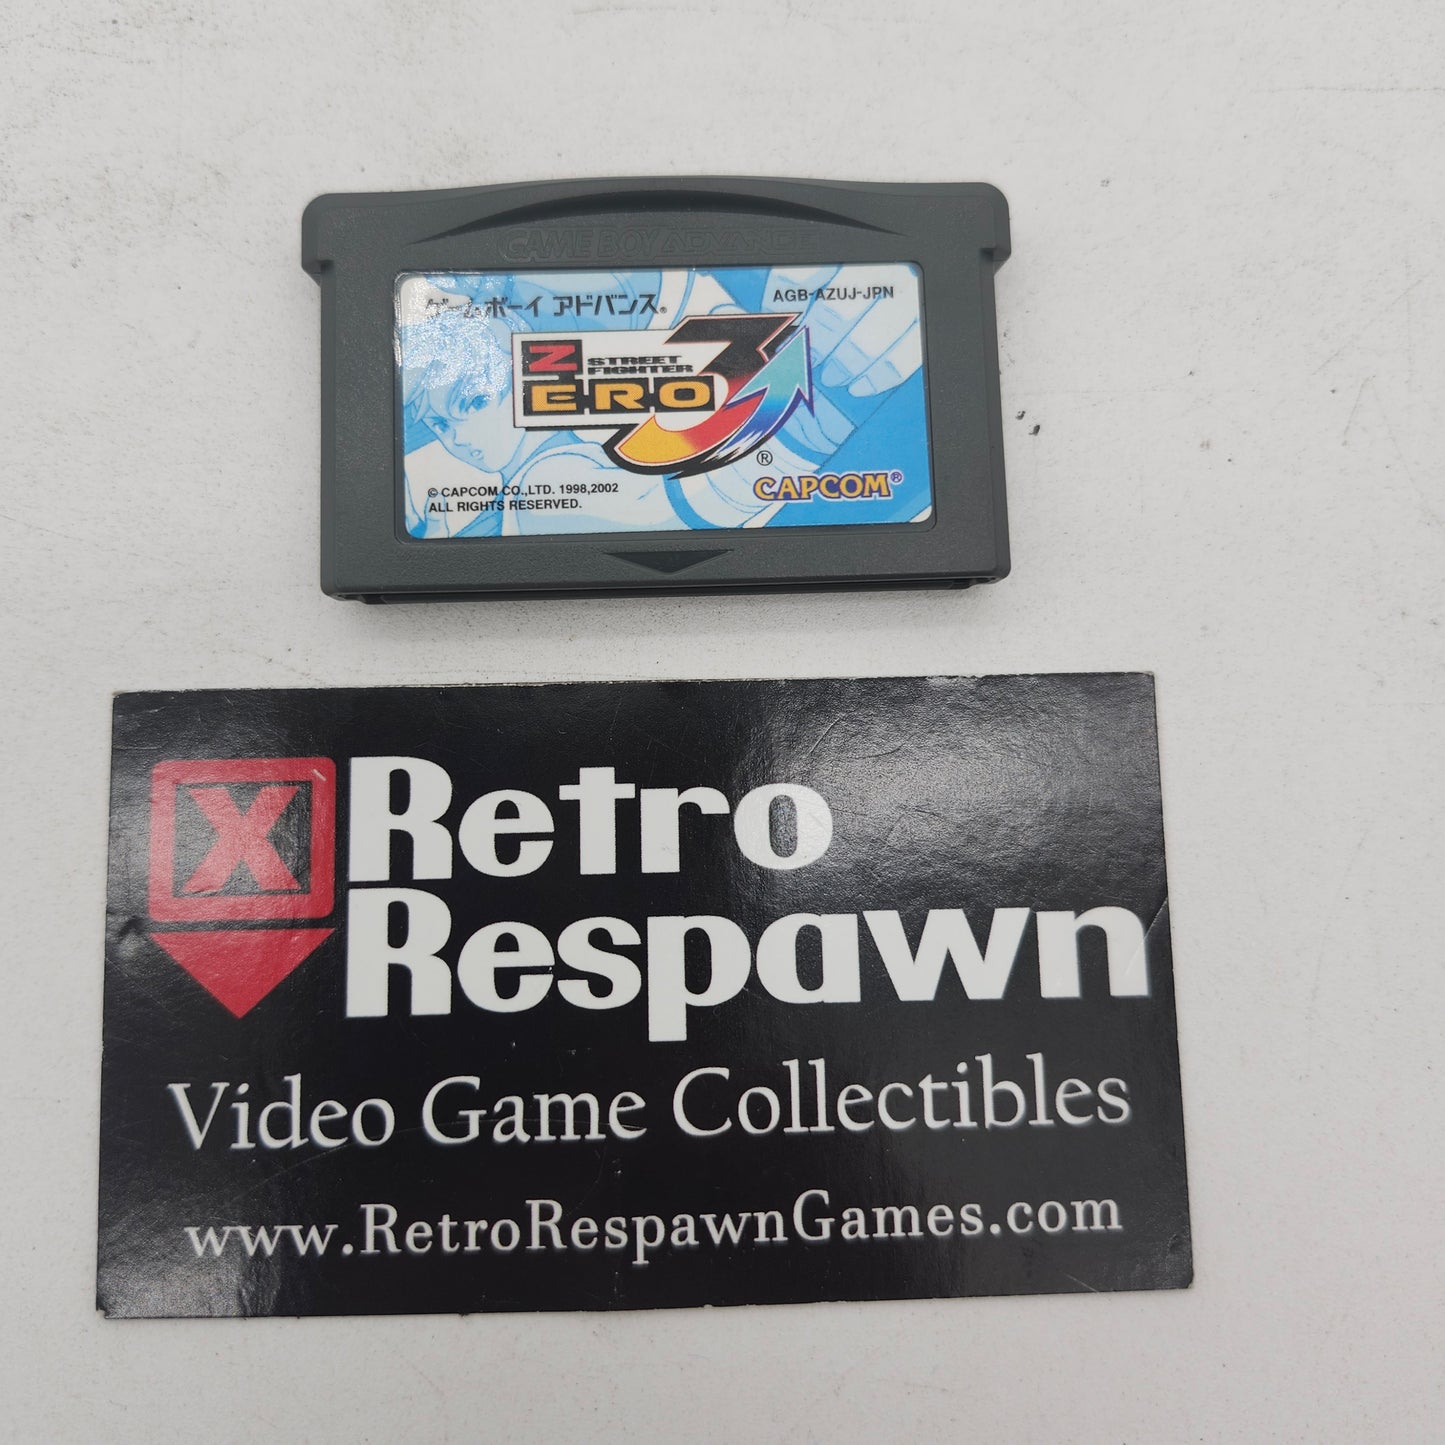 GAME BOY ADVANCE
ゲームボーイ アドバンス®
AGB-AZUJ-JPN
Z STREET
FIGHTER
ERO 3
®
© CAPCOM CO.,LTD. 1998,2002
ALL RIGHTS RESERVED.
CAPCOM®
X
Retro
Respawn
Video Game Collectibles
www.RetroRespawnGames.com